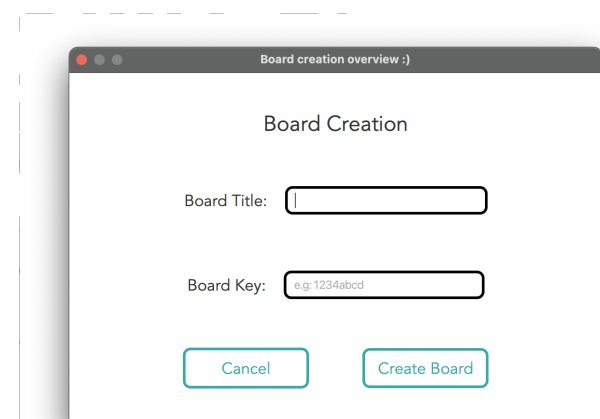 Board creation overview :)
Board Creation
Board Title:
Board Key: e.g: 1234abcd
Cancel Create Board